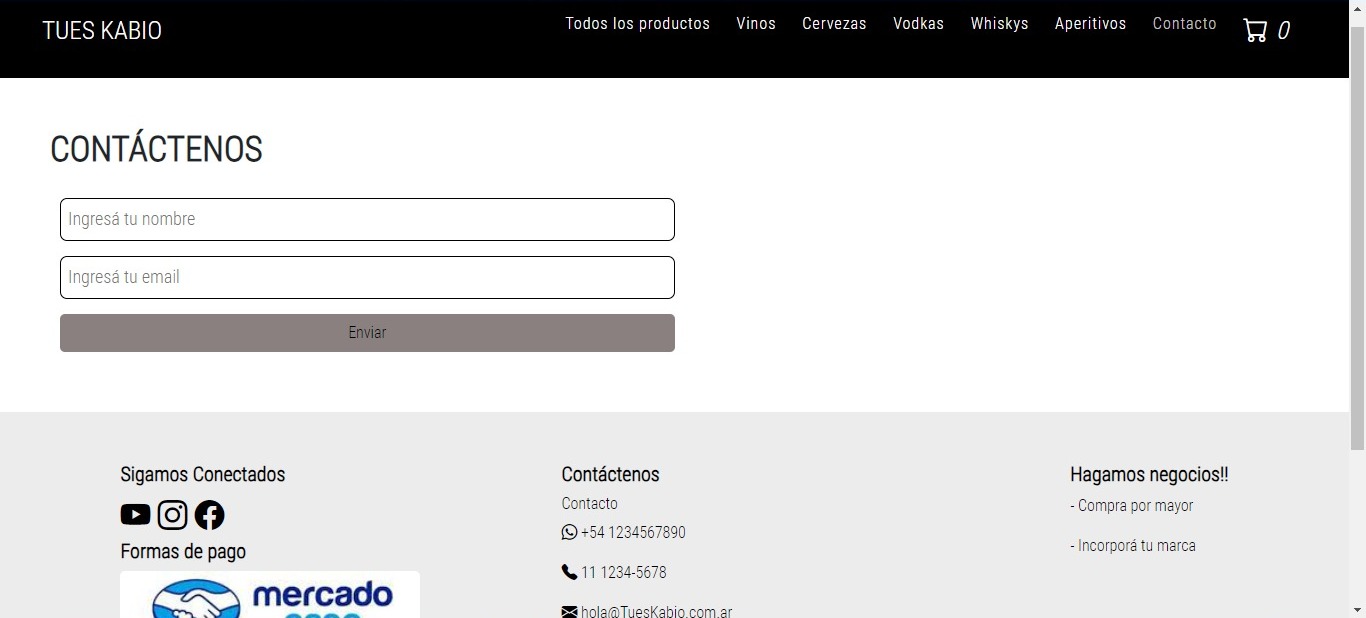 TUES KABIO
Todos los productos Vinos Cervezas Vodkas Whiskys Aperitivos Contacto 0
CONTÁCTENOS
Ingresá tu nombre
Ingresá tu email
Enviar
Sigamos Conectados
Formas de pago
mercado
Contáctenos
Contacto
+54 1234567890
11 1234-5678
hola@TuesKabio.com.ar
Hagamos negocios!!
- Compra por mayor
- Incorporá tu marca